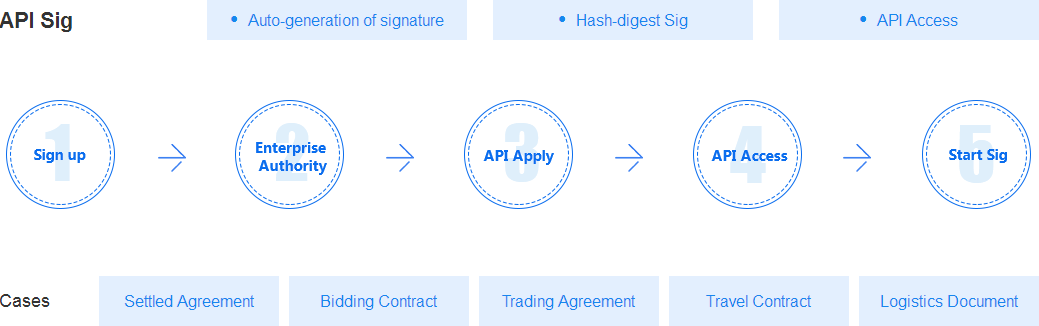 API Sig
• Auto-generation of signature
• Hash-digest Sig
• API Access
1
Sign up
2
Enterprise
Authority
3
API Apply
4
API Access
5
Start Sig
Cases
Settled Agreement
Bidding Contract
Trading Agreement
Travel Contract
Logistics Document